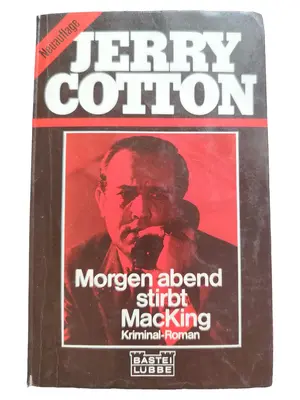 Neuauflage
JERRY
COTTON
Morgen abend
stirbt
MacKing
Kriminal-Roman
BASTEI
LÜBBE